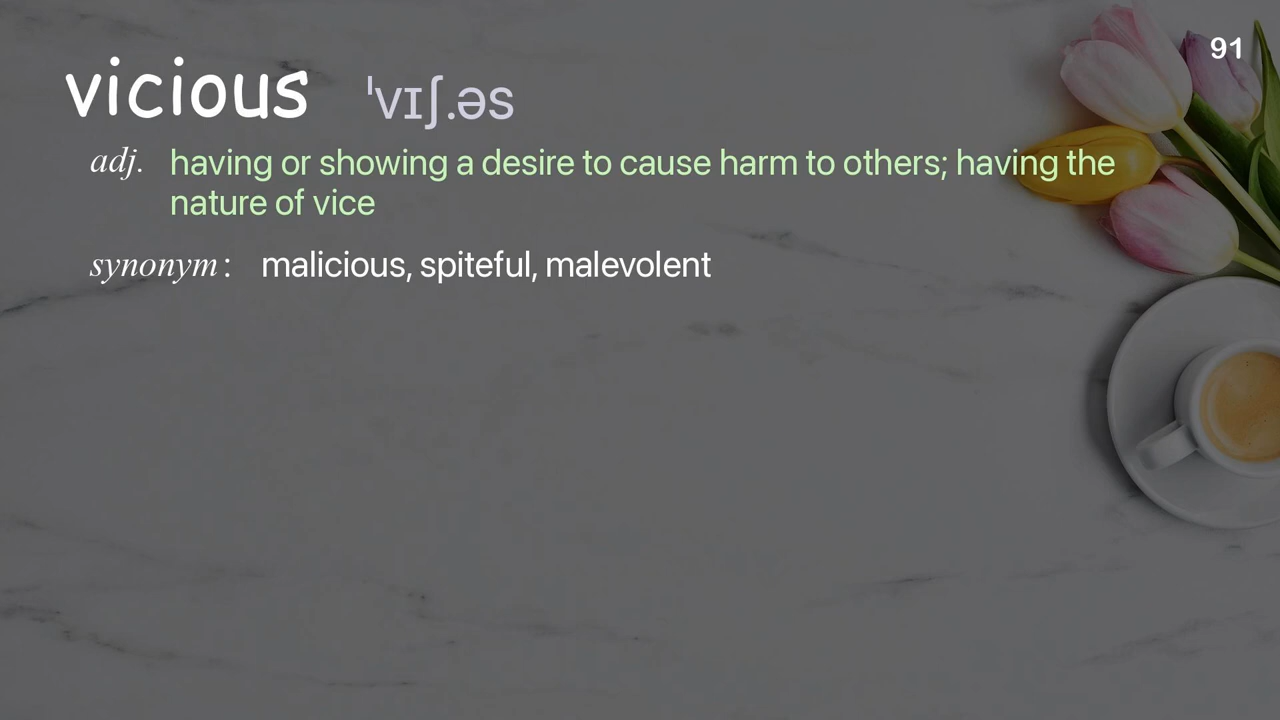 91
vicious ˈvɪʃ.əs
adj. having or showing a desire to cause harm to others; having the
nature of vice
synonym : malicious, spiteful, malevolent